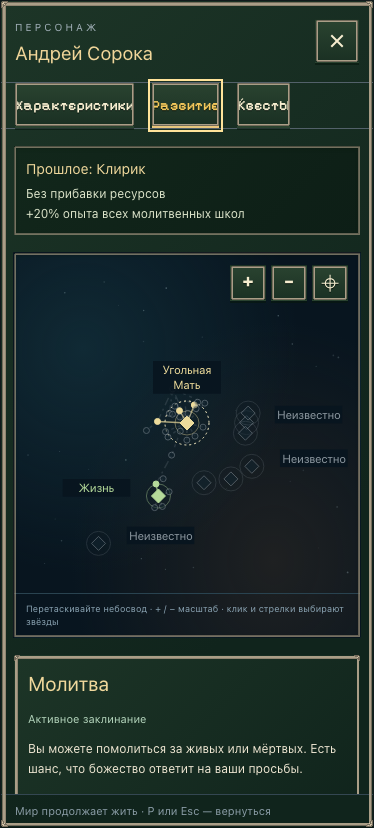 ПЕРСОНАЖ
Андрей Сорока
✕
Характеристики
Развитие
Квесты
Прошлое: Клирик
Без прибавки ресурсов
+20% опыта всех молитвенных школ
+
−
Угольная
Мать
Неизвестно
Неизвестно
Жизнь
Неизвестно
Перетаскивайте небосвод · + / − масштаб · клик и стрелки выбирают
звёзды
Молитва
Активное заклинание
Вы можете помолиться за живых или мёртвых. Есть
шанс, что божество ответит на ваши просьбы.
Мир продолжает жить · P или Esc — вернуться